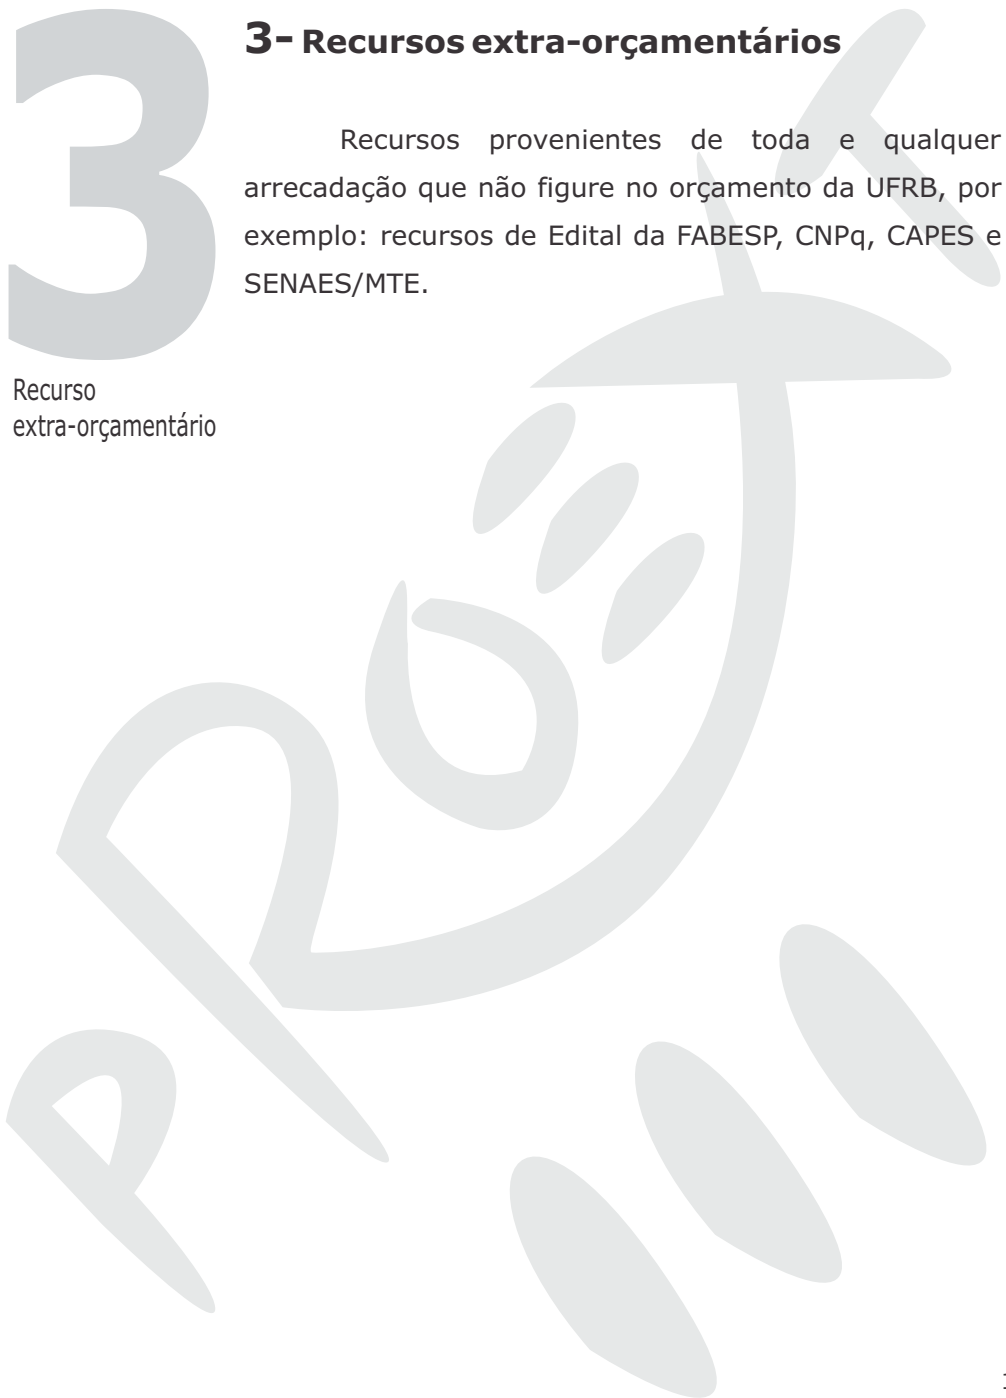 3
3- Recursos extra-orçamentários
Recursos provenientes de toda e qualquer
arrecadação que não figure no orçamento da UFRB, por
exemplo: recursos de Edital da FABESP, CNPq, CAPES e
SENAES/MTE.
Recurso
extra-orçamentário
PROEXT